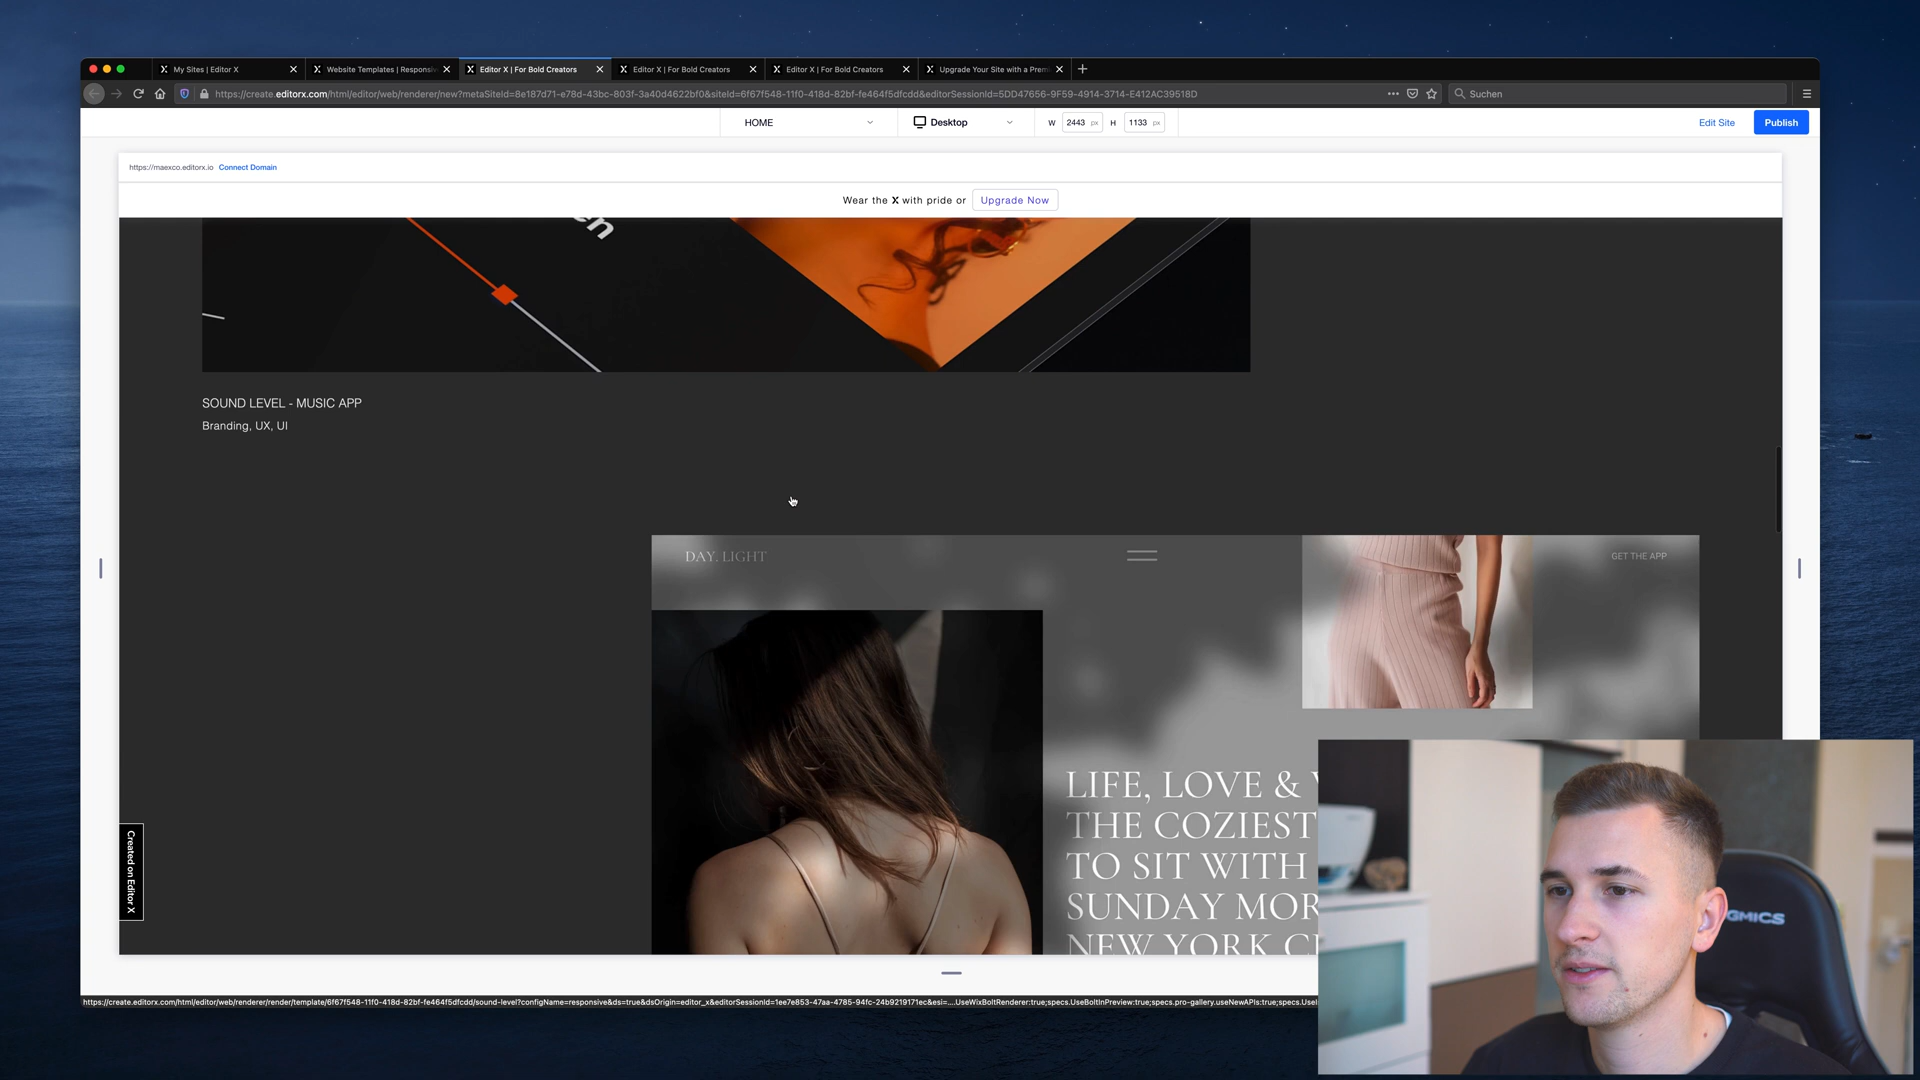 My Sites | Editor X
Website Templates | Responsiv
Editor X | For Bold Creators
Editor X | For Bold Creators
Editor X | For Bold Creators
Upgrade Your Site with a Prem
https://create.editorx.com/html/editor/web/renderer/new?metaSiteId=8e187d71-e78d-43bc-803f-3a40d4622bf0&siteId=6f67f548-11f0-418d-82bf-fe464f5dfcdd&editorSessionId=5DD47656-9F59-4914-3714-E412AC39518D
Suchen
HOME
Desktop
W 2443 px H 1133 px
Edit Site
Publish
https://maexco.editorx.io Connect Domain
Wear the X with pride or Upgrade Now
SOUND LEVEL - MUSIC APP
Branding, UX, UI
DAY. LIGHT
GET THE APP
LIFE, LOVE &
THE COZIEST
TO SIT WITH
SUNDAY MOR
NEW YORK CI
Created on Editor X
GMICS
https://create.editorx.com/html/editor/web/renderer/render/template/6f67f548-11f0-418d-82bf-fe464f5dfcdd/sound-level?configName=responsive&ds=true&dsOrigin=editor_x&editorSessionId=1ee7e853-47aa-4785-94fc-24b9219171ec&esi=....UseWixBoltRenderer:true;specs.UseBoltInPreview:true;specs.pro-gallery.useNewAPIs:true;specs.UseI